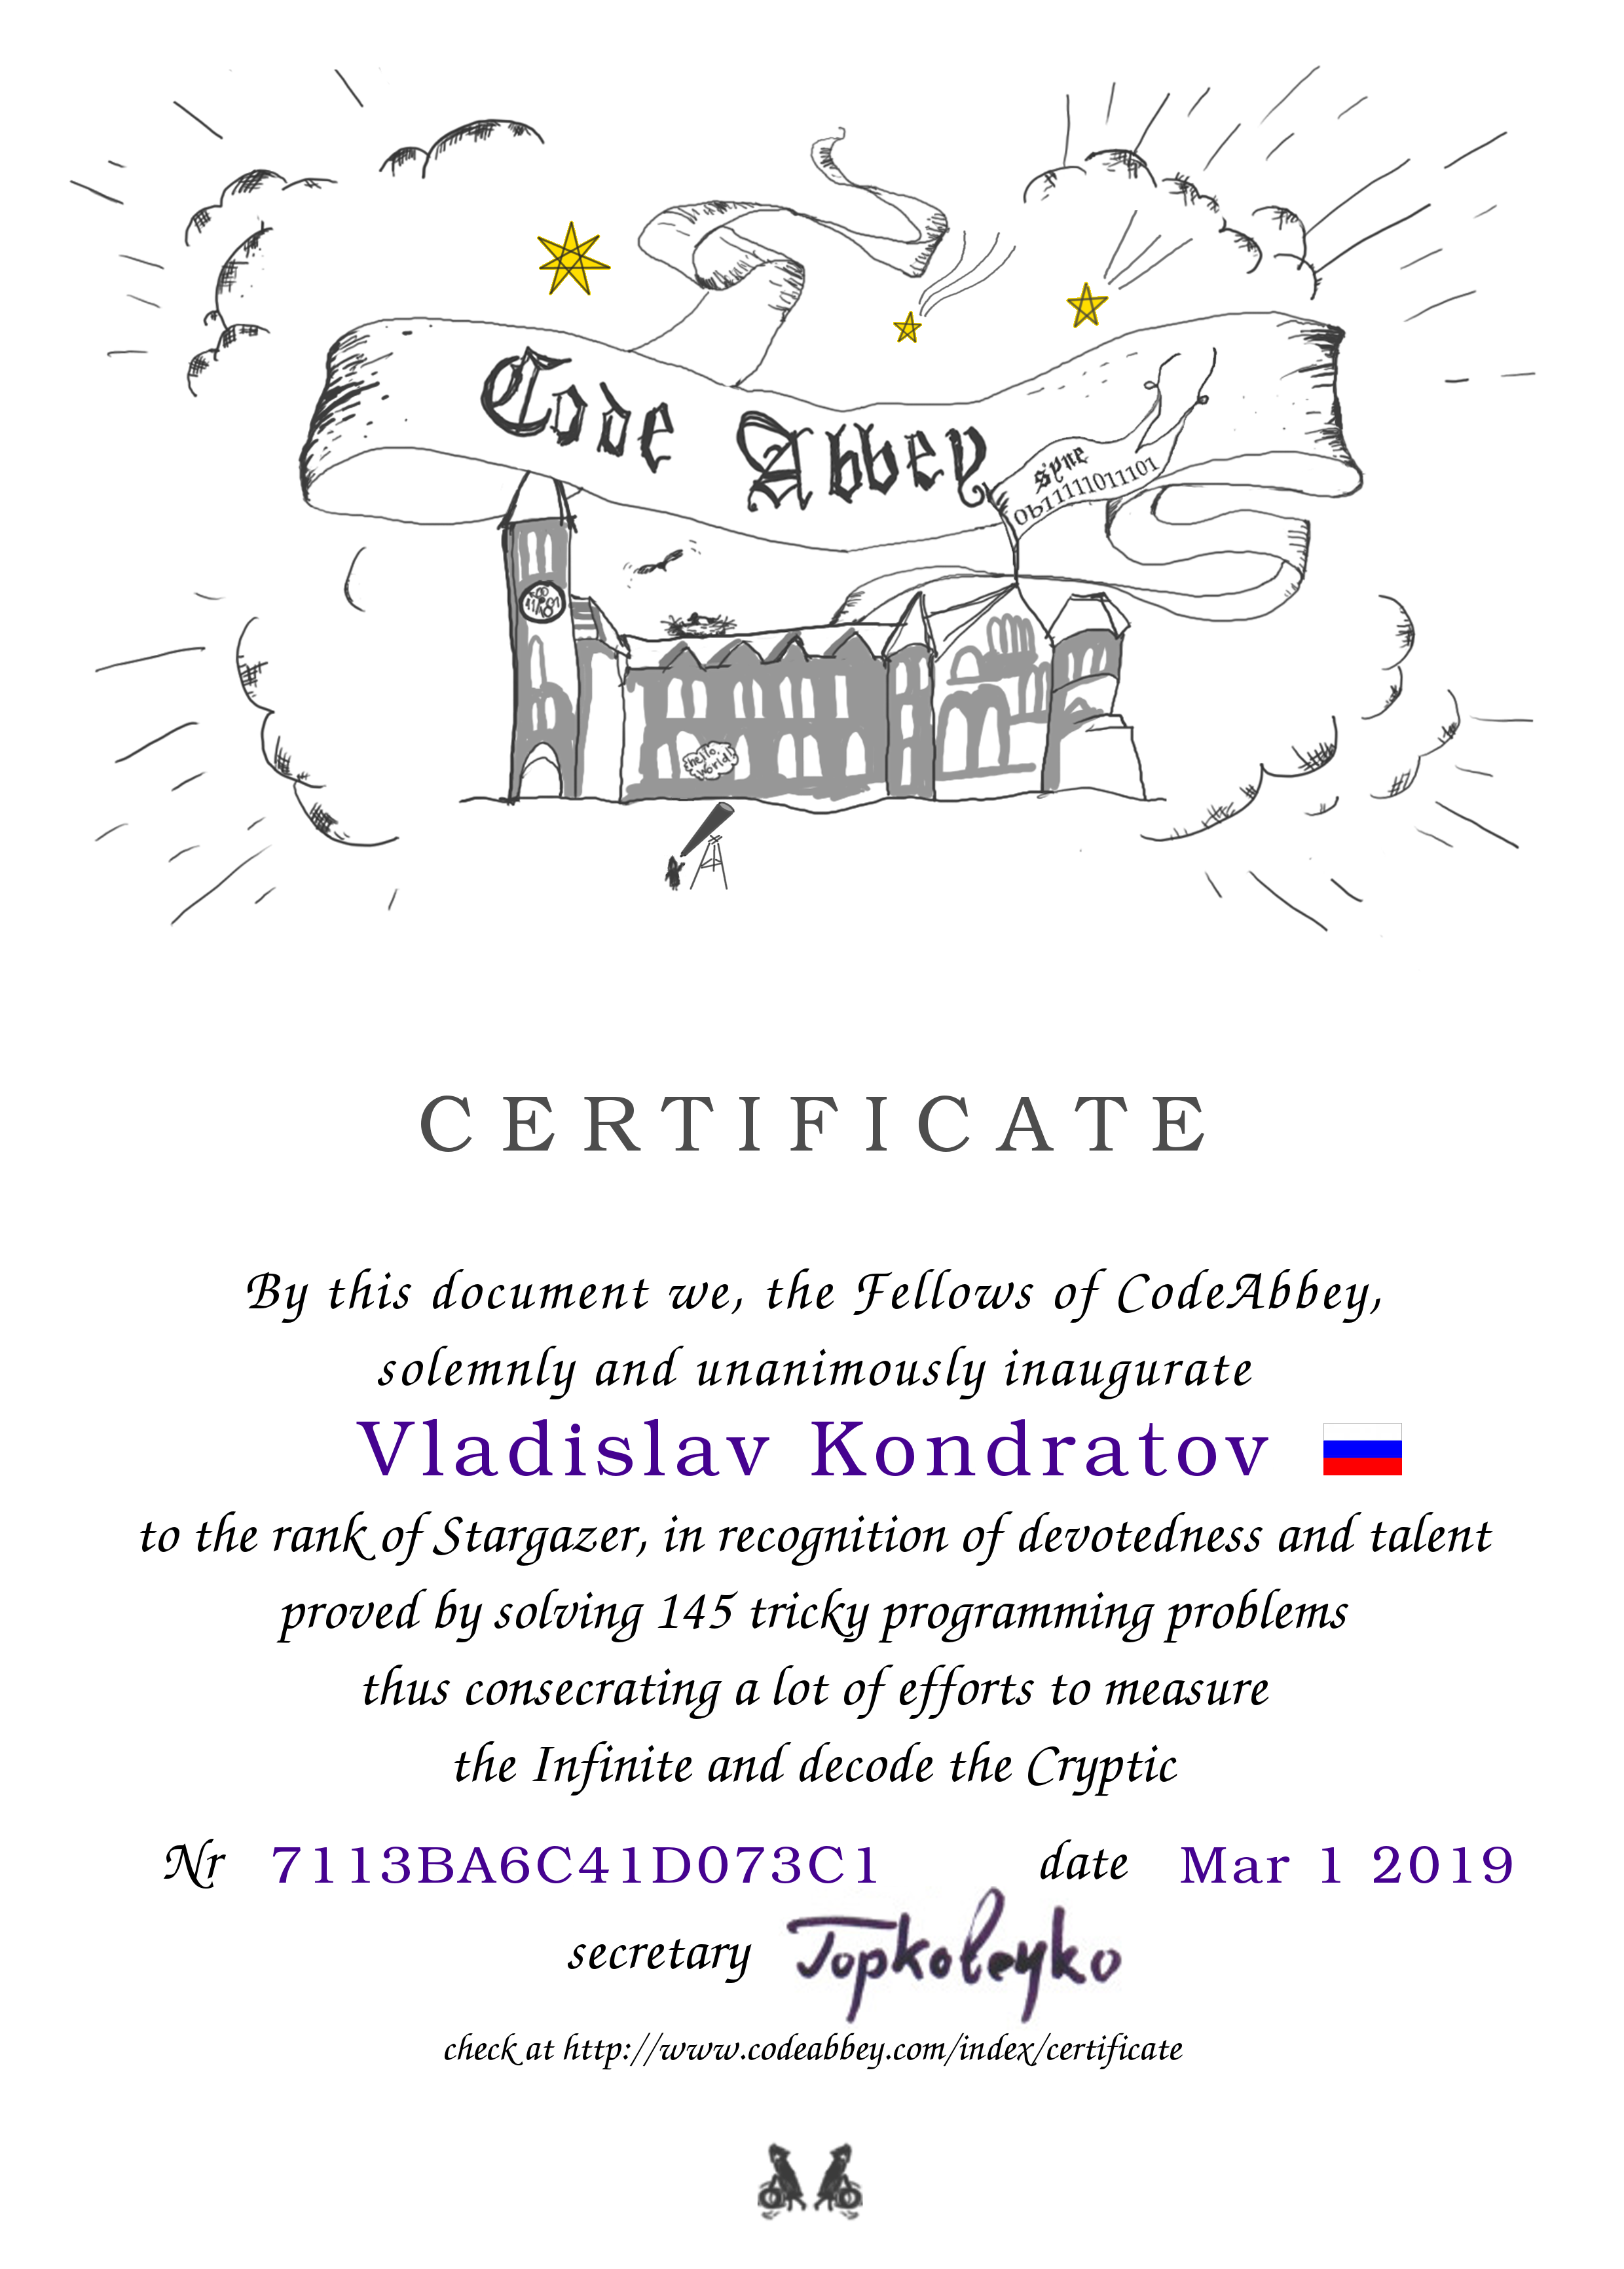 Code Abbey
syne
0b11111011101
hello,
world!
CERTIFICATE
By this document we, the Fellows of CodeAbbey,
solemnly and unanimously inaugurate
Vladislav Kondratov
to the rank of Stargazer, in recognition of devotedness and talent
proved by solving 145 tricky programming problems
thus consecrating a lot of efforts to measure
the Infinite and decode the Cryptic
Nr 7113BA6C41D073C1 date Mar 1 2019
secretary
check at http://www.codeabbey.com/index/certificate